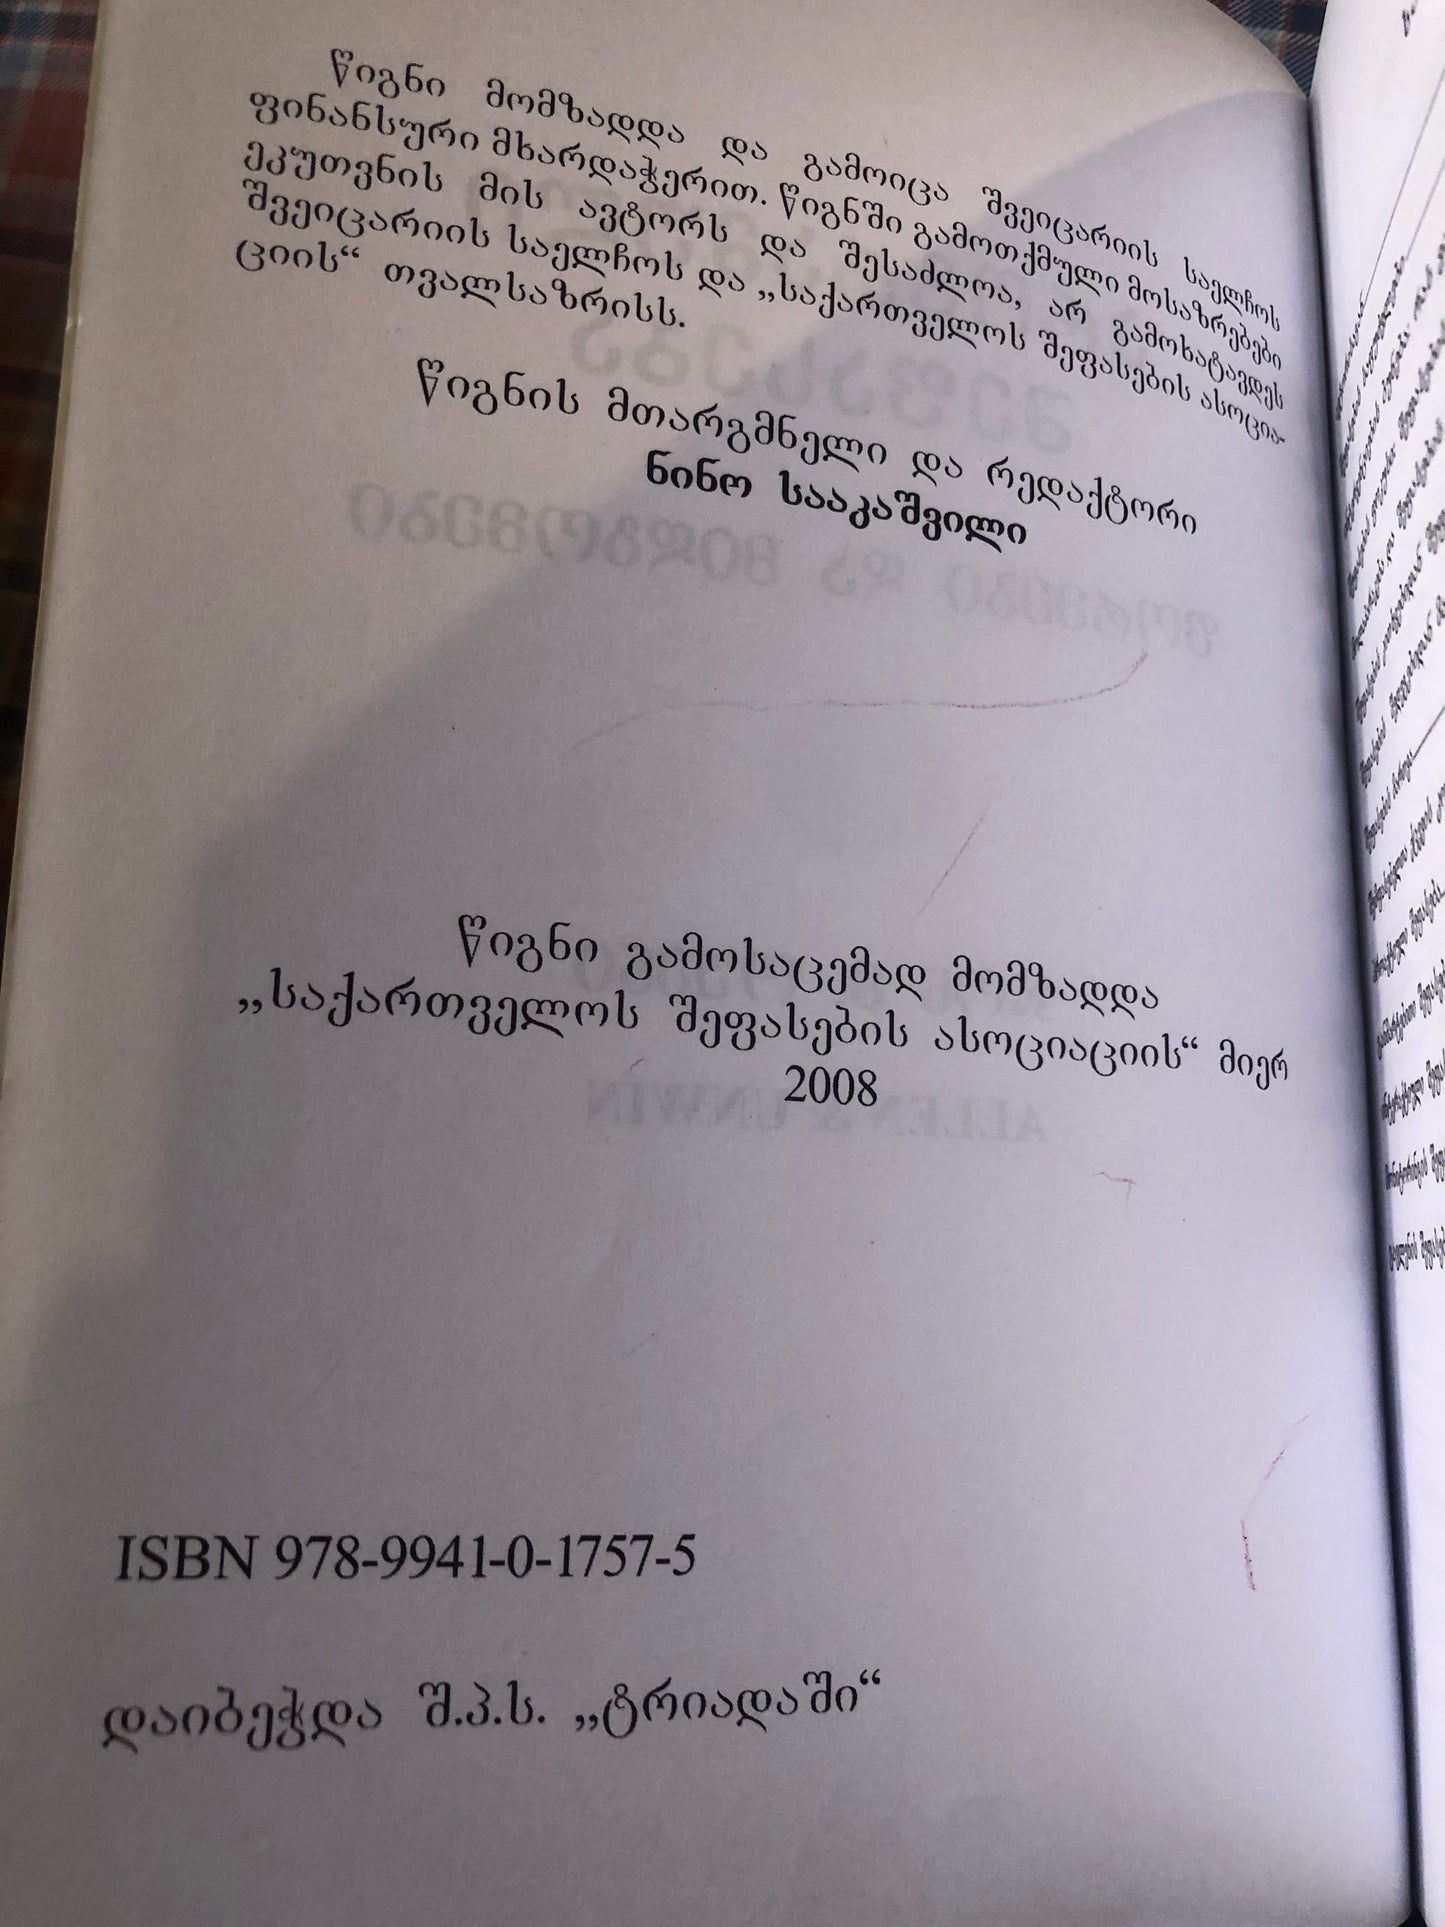 წიგნი მომზადდა და გამოიცა შვეიცარიის საელჩოს
ფინანსური მხარდაჭერით. წიგნში გამოთქმული მოსაზრებები
ეკუთვნის მის ავტორს და შესაძლოა, არ გამოხატავდეს
შვეიცარიის საელჩოს და „საქართველოს შეფასების ასოცია-
ციის“ თვალსაზრისს.
წიგნის მთარგმნელი და რედაქტორი
ნინო სააკაშვილი
წიგნი გამოსაცემად მომზადდა
„საქართველოს შეფასების ასოციაციის“ მიერ
2008
ISBN 978-9941-0-1757-5
დაიბეჭდა შ.პ.ს. „ტრიადაში“